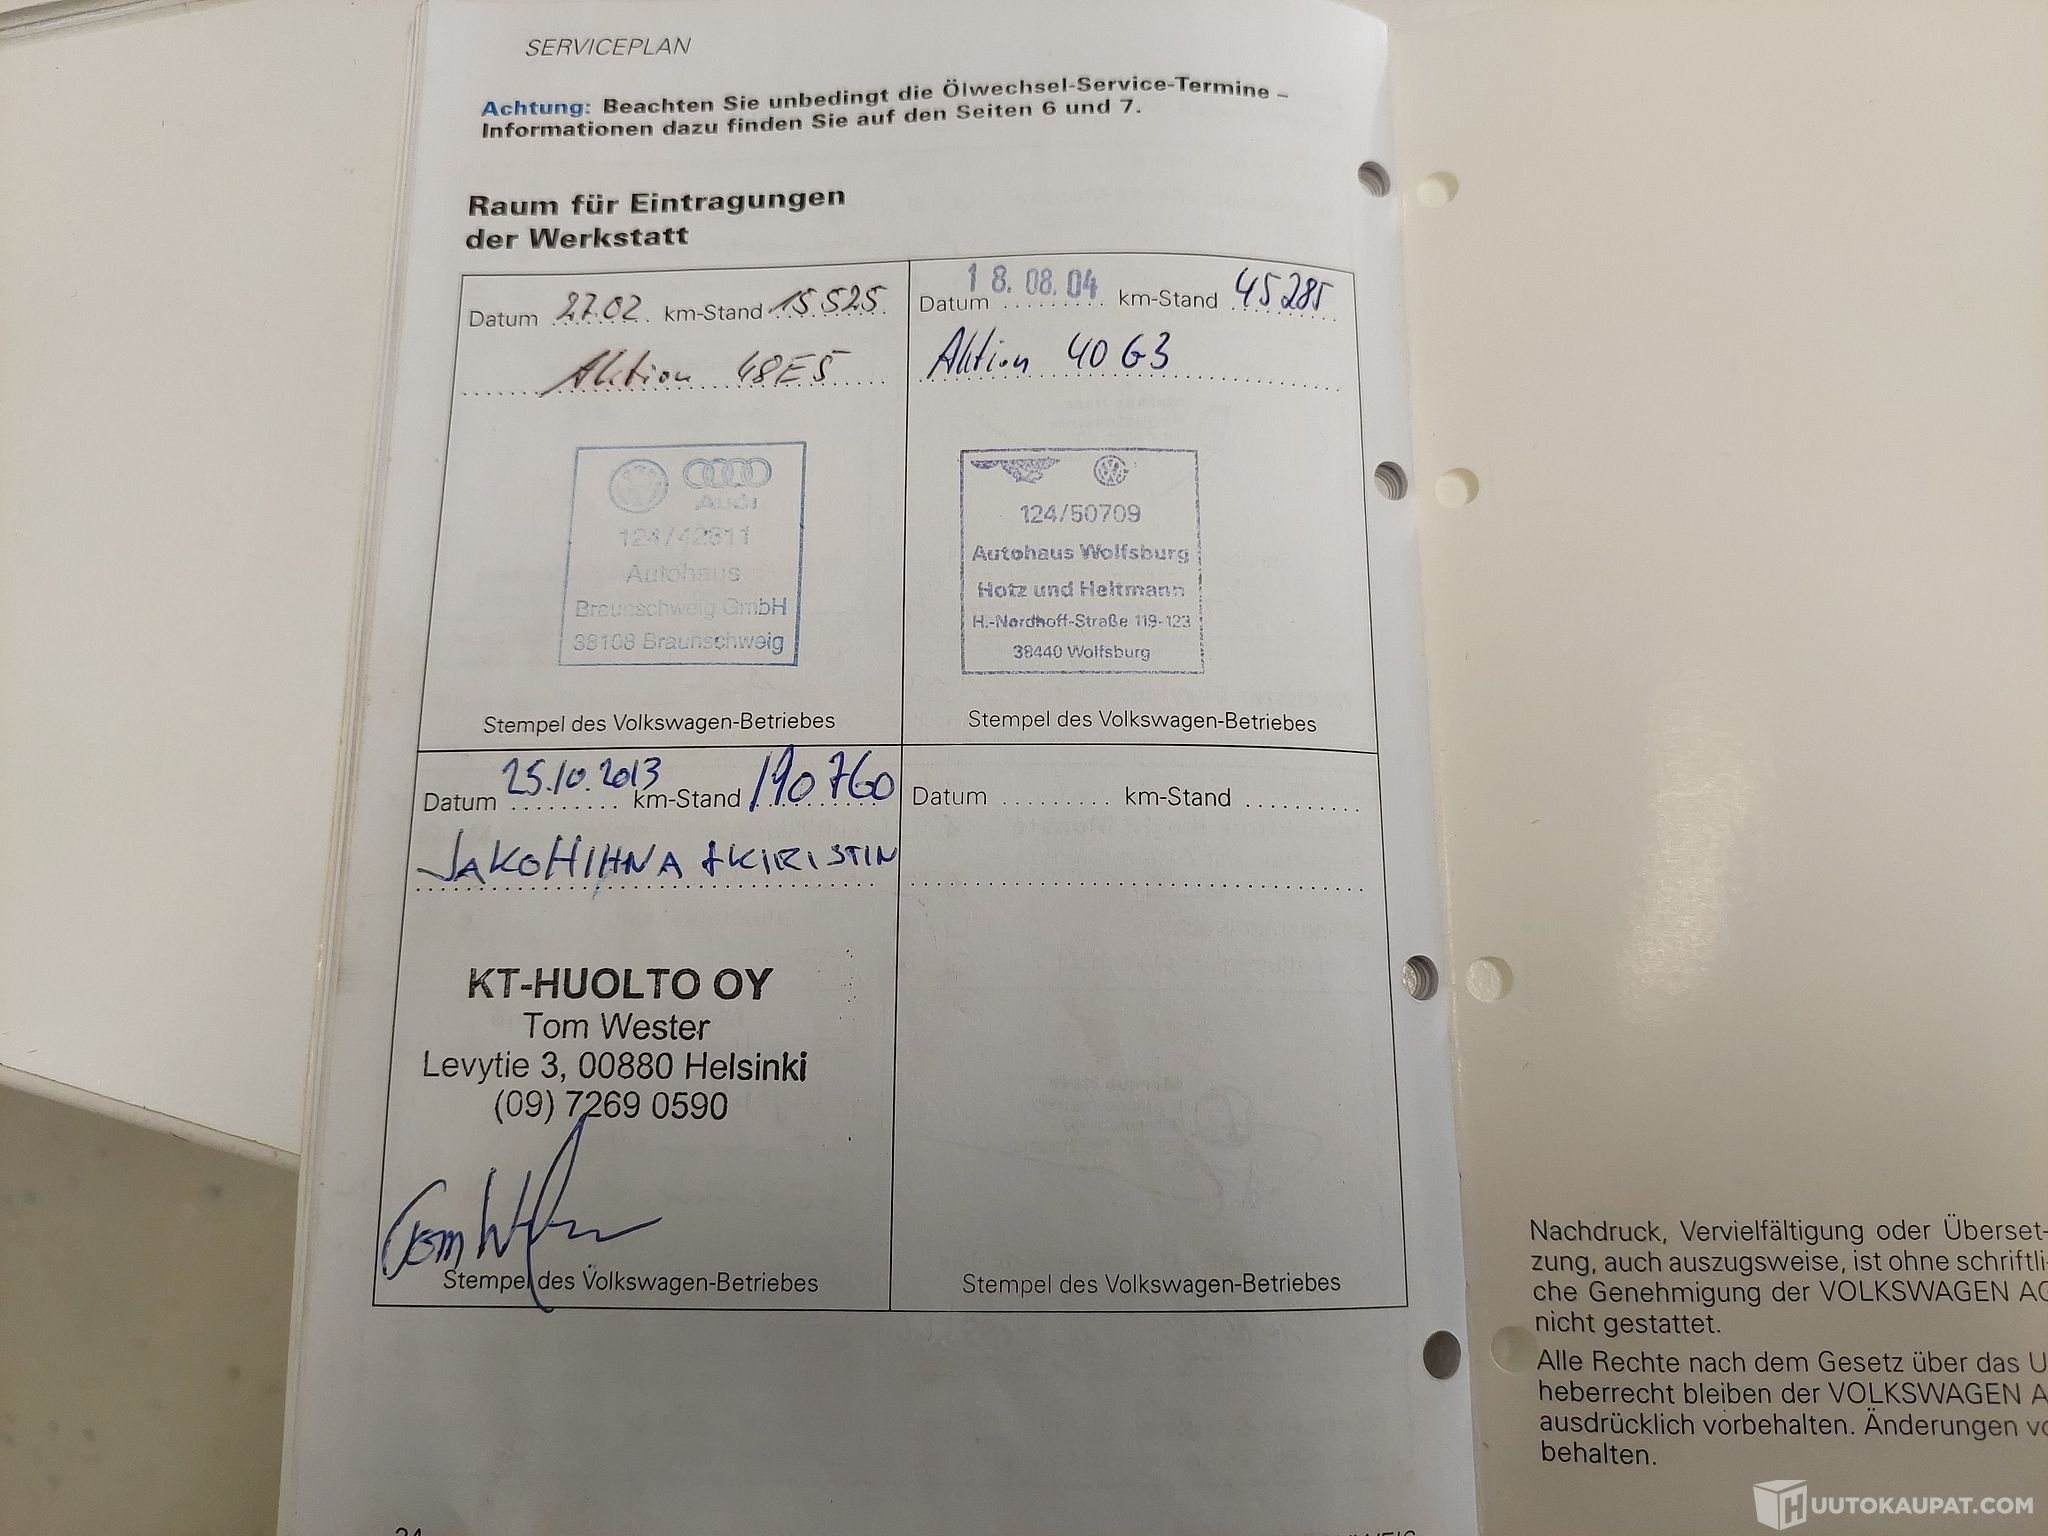 SERVICEPLAN
Achtung: Beachten Sie unbedingt die Ölwechsel-Service-Termine –
Informationen dazu finden Sie auf den Seiten 6 und 7.
Raum für Eintragungen
der Werkstatt
Datum 27.02 km-Stand 15525
Aktion 48E5
Audi
Autohaus
Braunschweig GmbH
38108 Braunschweig
Stempel des Volkswagen-Betriebes
Datum 18.08.04 km-Stand 45285
Aktion 40G3
124/50709
Autohaus Wolfsburg
Hotz und Heitmann
H.-Nordhoff-Straße 119-123
38440 Wolfsburg
Stempel des Volkswagen-Betriebes
Datum 25.10.2013 km-Stand 190760
JAKOHIHNA + KIRISTIN
KT-HUOLTO OY
Tom Wester
Levytie 3, 00880 Helsinki
(09) 7269 0590
Stempel des Volkswagen-Betriebes
Datum .......... km-Stand ..........
Stempel des Volkswagen-Betriebes
Nachdruck, Vervielfältigung oder Überset-
zung, auch auszugsweise, ist ohne schriftli-
che Genehmigung der VOLKSWAGEN AG
nicht gestattet.
Alle Rechte nach dem Gesetz über das U
heberrecht bleiben der VOLKSWAGEN A
ausdrücklich vorbehalten. Änderungen vo
behalten.
HUUTOKAUPAT.COM